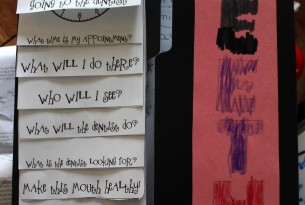 going to the dentist
What time is my appointment?
What will I do there?
Who will I see?
What will the dentist do?
What is the dentist looking for?
Make this mouth healthy!
E
N
T